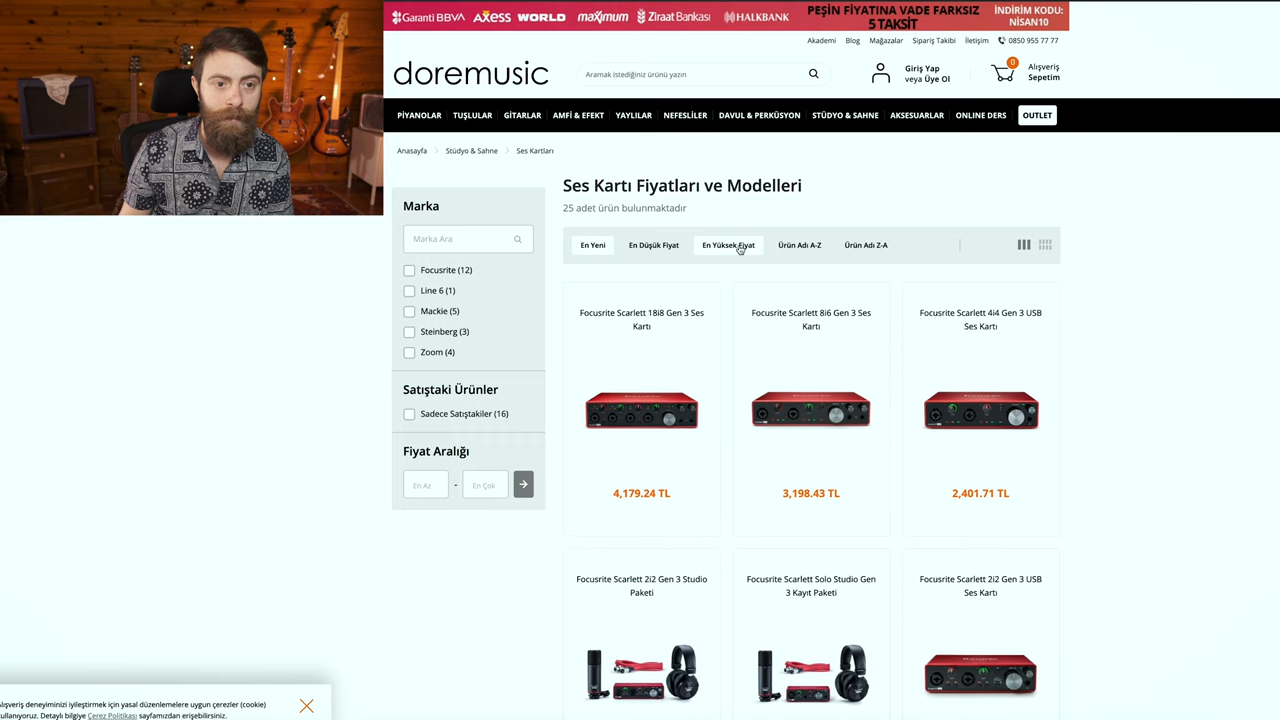 Garanti BBVA AXESS WORLD maximum Ziraat Bankası HALKBANK
PEŞİN FİYATINA VADE FARKSIZ
5 TAKSİT
İNDİRİM KODU:
NİSAN10
Akademi Blog Mağazalar Sipariş Takibi İletişim 0850 955 77 77
doremusic
Aramak istediğiniz ürünü yazın
Giriş Yap
veya Üye Ol
0
Alışveriş
Sepetim
PİYANOLAR TUŞLULAR GİTARLAR AMFİ & EFEKT YAYLILAR NEFESLİLER DAVUL & PERKÜSYON STÜDYO & SAHNE AKSESUARLAR ONLINE DERS OUTLET
Anasayfa > Stüdyo & Sahne > Ses Kartları
Marka
Marka Ara
Focusrite (12)
Line 6 (1)
Mackie (5)
Steinberg (3)
Zoom (4)
Satıştaki Ürünler
Sadece Satıştakiler (16)
Fiyat Aralığı
En Az - En Çok
Ses Kartı Fiyatları ve Modelleri
25 adet ürün bulunmaktadır
En Yeni En Düşük Fiyat En Yüksek Fiyat Ürün Adı A-Z Ürün Adı Z-A
Focusrite Scarlett 18i8 Gen 3 Ses
Kartı
4,179.24 TL
Focusrite Scarlett 8i6 Gen 3 Ses
Kartı
3,198.43 TL
Focusrite Scarlett 4i4 Gen 3 USB
Ses Kartı
2,401.71 TL
Focusrite Scarlett 2i2 Gen 3 Studio
Paketi
Focusrite Scarlett Solo Studio Gen
3 Kayıt Paketi
Focusrite Scarlett 2i2 Gen 3 USB
Ses Kartı
alışveriş deneyiminizi iyileştirmek için yasal düzenlemelere uygun çerezler (cookie)
ullanıyoruz. Detaylı bilgiye Çerez Politikası sayfamızdan erişebilirsiniz.